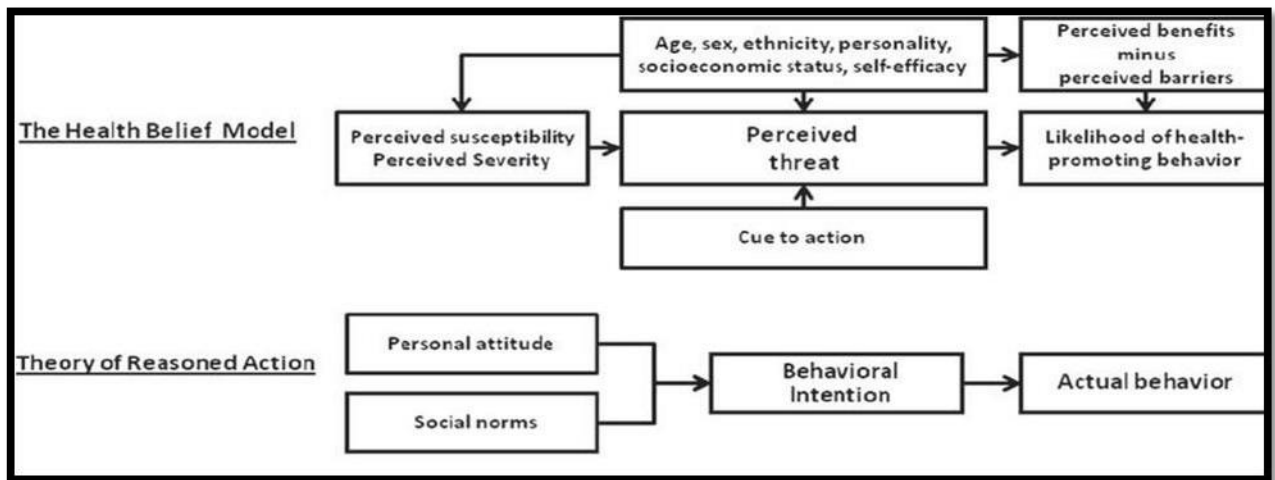 Age, sex, ethnicity, personality,
socioeconomic status, self-efficacy
Perceived benefits
minus
perceived barriers
The Health Belief Model
Perceived susceptibility
Perceived Severity
Perceived
threat
Likelihood of health-
promoting behavior
Cue to action
Theory of Reasoned Action
Personal attitude
Social norms
Behavioral
Intention
Actual behavior